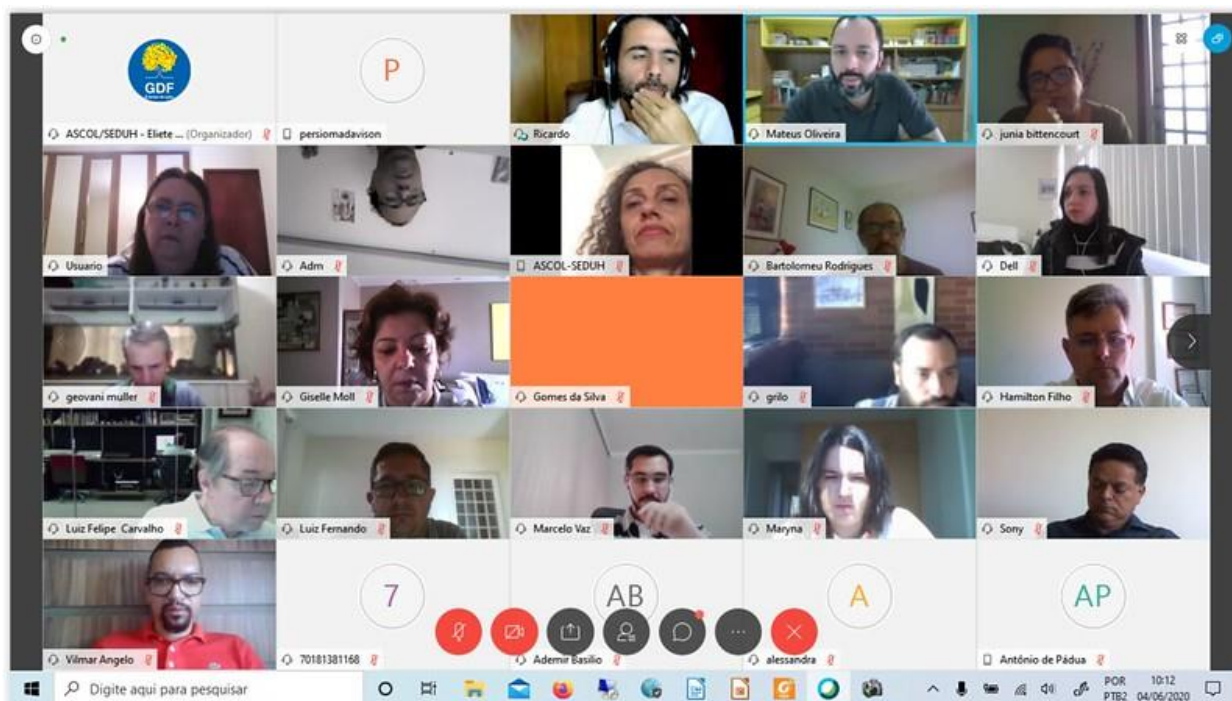 GDF
ASCOL/SEDUH - Eliete ... (Organizador)
P
persiomadavison
Ricardo
Mateus Oliveira
junia bittencourt
Usuario
Adm
ASCOL-SEDUH
Bartolomeu Rodrigues
Dell
geovani muller
Giselle Moll
Gomes da Silva
grilo
Hamilton Filho
Luiz Felipe Carvalho
Luiz Fernando
Marcelo Vaz
Maryna
Sony
Vilmar Angelo
7
70181381168
AB
Ademir Basilio
A
alessandra
AP
Antônio de Pádua
Digite aqui para pesquisar
POR
PTB2
10:12
04/06/2020